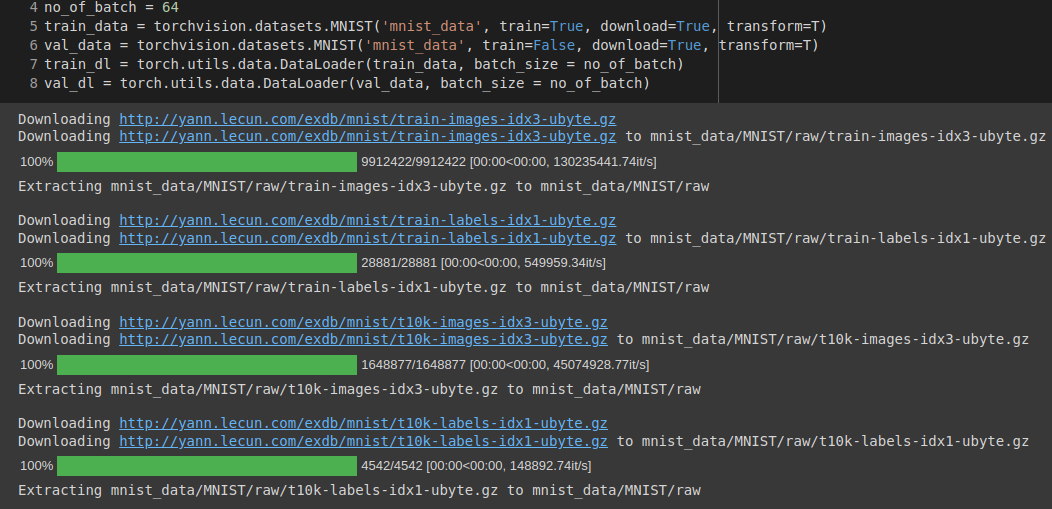 4 no_of_batch = 64
5 train_data = torchvision.datasets.MNIST('mnist_data', train=True, download=True, transform=T)
6 val_data = torchvision.datasets.MNIST('mnist_data', train=False, download=True, transform=T)
7 train_dl = torch.utils.data.DataLoader(train_data, batch_size = no_of_batch)
8 val_dl = torch.utils.data.DataLoader(val_data, batch_size = no_of_batch)
Downloading http://yann.lecun.com/exdb/mnist/train-images-idx3-ubyte.gz
Downloading http://yann.lecun.com/exdb/mnist/train-images-idx3-ubyte.gz to mnist_data/MNIST/raw/train-images-idx3-ubyte.gz
100% 9912422/9912422 [00:00<00:00, 130235441.74it/s]
Extracting mnist_data/MNIST/raw/train-images-idx3-ubyte.gz to mnist_data/MNIST/raw
Downloading http://yann.lecun.com/exdb/mnist/train-labels-idx1-ubyte.gz
Downloading http://yann.lecun.com/exdb/mnist/train-labels-idx1-ubyte.gz to mnist_data/MNIST/raw/train-labels-idx1-ubyte.gz
100% 28881/28881 [00:00<00:00, 549959.34it/s]
Extracting mnist_data/MNIST/raw/train-labels-idx1-ubyte.gz to mnist_data/MNIST/raw
Downloading http://yann.lecun.com/exdb/mnist/t10k-images-idx3-ubyte.gz
Downloading http://yann.lecun.com/exdb/mnist/t10k-images-idx3-ubyte.gz to mnist_data/MNIST/raw/t10k-images-idx3-ubyte.gz
100% 1648877/1648877 [00:00<00:00, 45074928.77it/s]
Extracting mnist_data/MNIST/raw/t10k-images-idx3-ubyte.gz to mnist_data/MNIST/raw
Downloading http://yann.lecun.com/exdb/mnist/t10k-labels-idx1-ubyte.gz
Downloading http://yann.lecun.com/exdb/mnist/t10k-labels-idx1-ubyte.gz to mnist_data/MNIST/raw/t10k-labels-idx1-ubyte.gz
100% 4542/4542 [00:00<00:00, 148892.74it/s]
Extracting mnist_data/MNIST/raw/t10k-labels-idx1-ubyte.gz to mnist_data/MNIST/raw